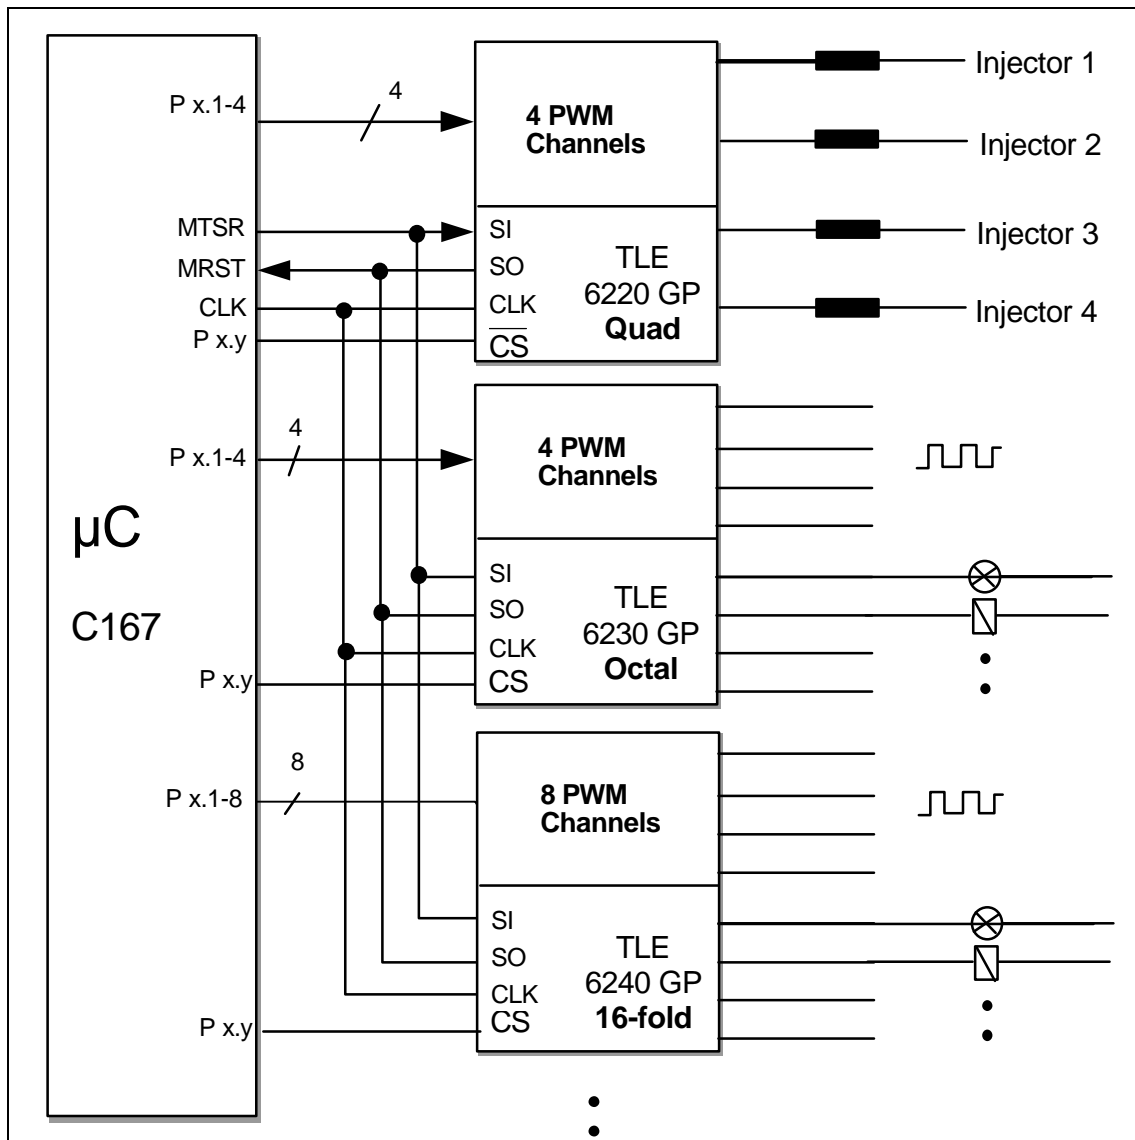 P x.1-4
4
4 PWM
Channels
Injector 1
Injector 2
MTSR
SI
Injector 3
MRST
SO
TLE
6220 GP
Quad
CLK
CLK
Injector 4
P x.y
CS
P x.1-4
4
4 PWM
Channels
µC
C167
SI
SO
TLE
6230 GP
Octal
CLK
P x.y
CS
P x.1-8
8
8 PWM
Channels
SI
SO
TLE
6240 GP
16-fold
CLK
P x.y
CS